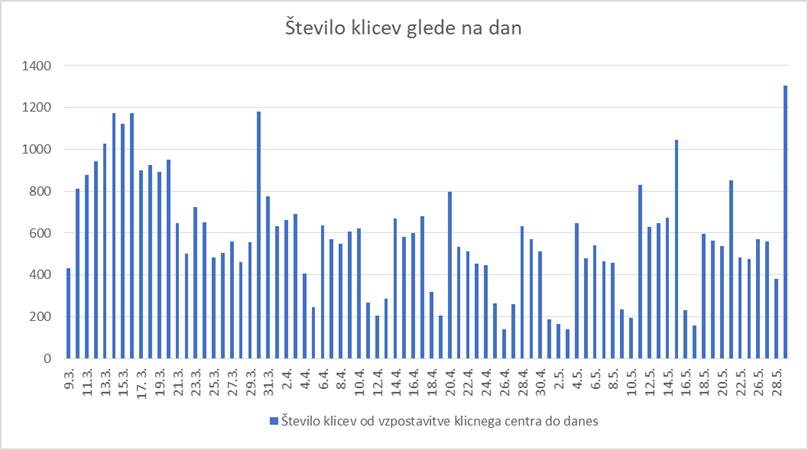 Število klicev glede na dan
1400
1200
1000
800
600
400
200
0
9.3. 11.3. 13.3. 15.3. 17. 3. 19.3. 21.3. 23.3. 25.3. 27.3. 29.3. 31.3. 2.4. 4.4. 6.4. 8.4. 10.4. 12.4. 14.4. 16.4. 18.4. 20.4. 22.4. 24.4. 26.4. 28.4. 30.4. 2.5. 4.5. 6.5. 8.5. 10.5. 12.5. 14.5. 16.5. 18.5. 20.5. 22.5. 26.5. 28.5.
Število klicev od vzpostavitve klicnega centra do danes